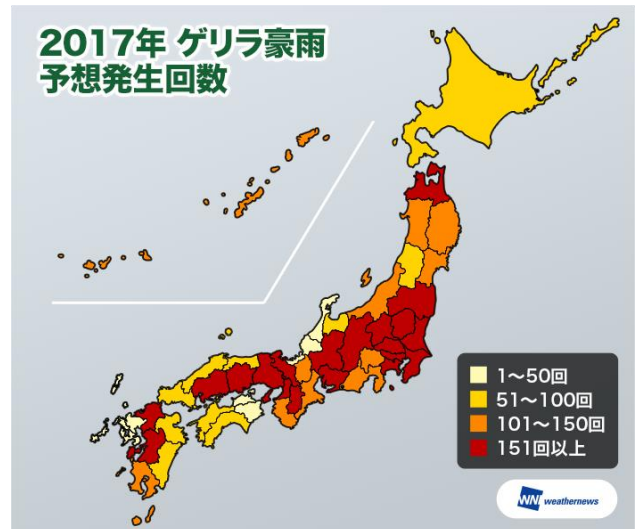 2017年 ゲリラ豪雨
予想発生回数
1〜50回
51〜100回
101〜150回
151回以上
WNI weathernews